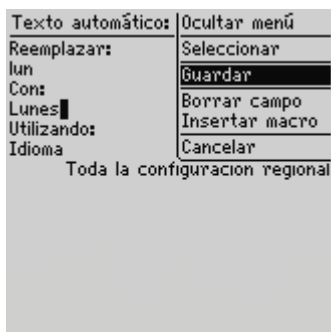 Texto automático:
Reemplazar:
lun
Con:
Lunes
Utilizando:
Idioma
Toda la configuración regional
Ocultar menú
Seleccionar
Guardar
Borrar campo
Insertar macro
Cancelar